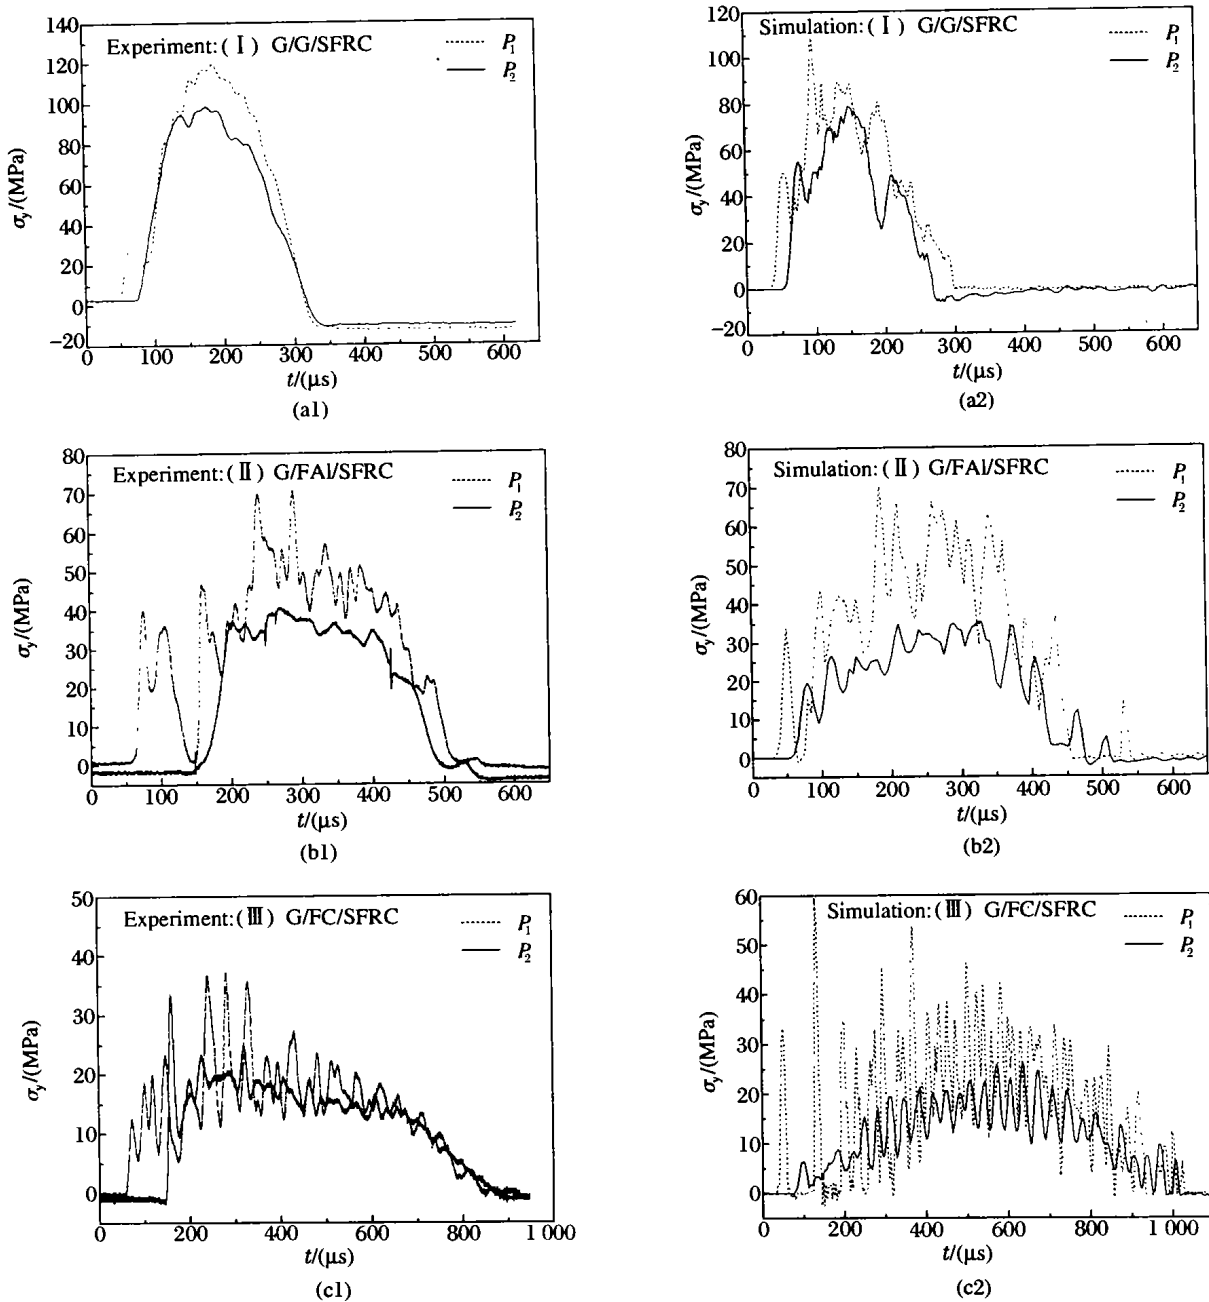 Experiment: (Ⅰ) G/G/SFRC
P₁
P₂
σy/(MPa)
140
120
100
80
60
40
20
0
−20
0 100 200 300 400 500 600
t/(μs)
(a1)
Simulation: (Ⅰ) G/G/SFRC
P₁
P₂
σy/(MPa)
120
100
80
60
40
20
0
−20
0 100 200 300 400 500 600
t/(μs)
(a2)
Experiment: (Ⅱ) G/FAl/SFRC
P₁
P₂
σy/(MPa)
80
70
60
50
40
30
20
10
0
0 100 200 300 400 500 600
t/(μs)
(b1)
Simulation: (Ⅱ) G/FAl/SFRC
P₁
P₂
σy/(MPa)
80
70
60
50
40
30
20
10
0
0 100 200 300 400 500 600
t/(μs)
(b2)
Experiment: (Ⅲ) G/FC/SFRC
P₁
P₂
σy/(MPa)
50
40
30
20
10
0
0 200 400 600 800 1 000
t/(μs)
(c1)
Simulation: (Ⅲ) G/FC/SFRC
P₁
P₂
σy/(MPa)
60
50
40
30
20
10
0
0 200 400 600 800 1 000
t/(μs)
(c2)